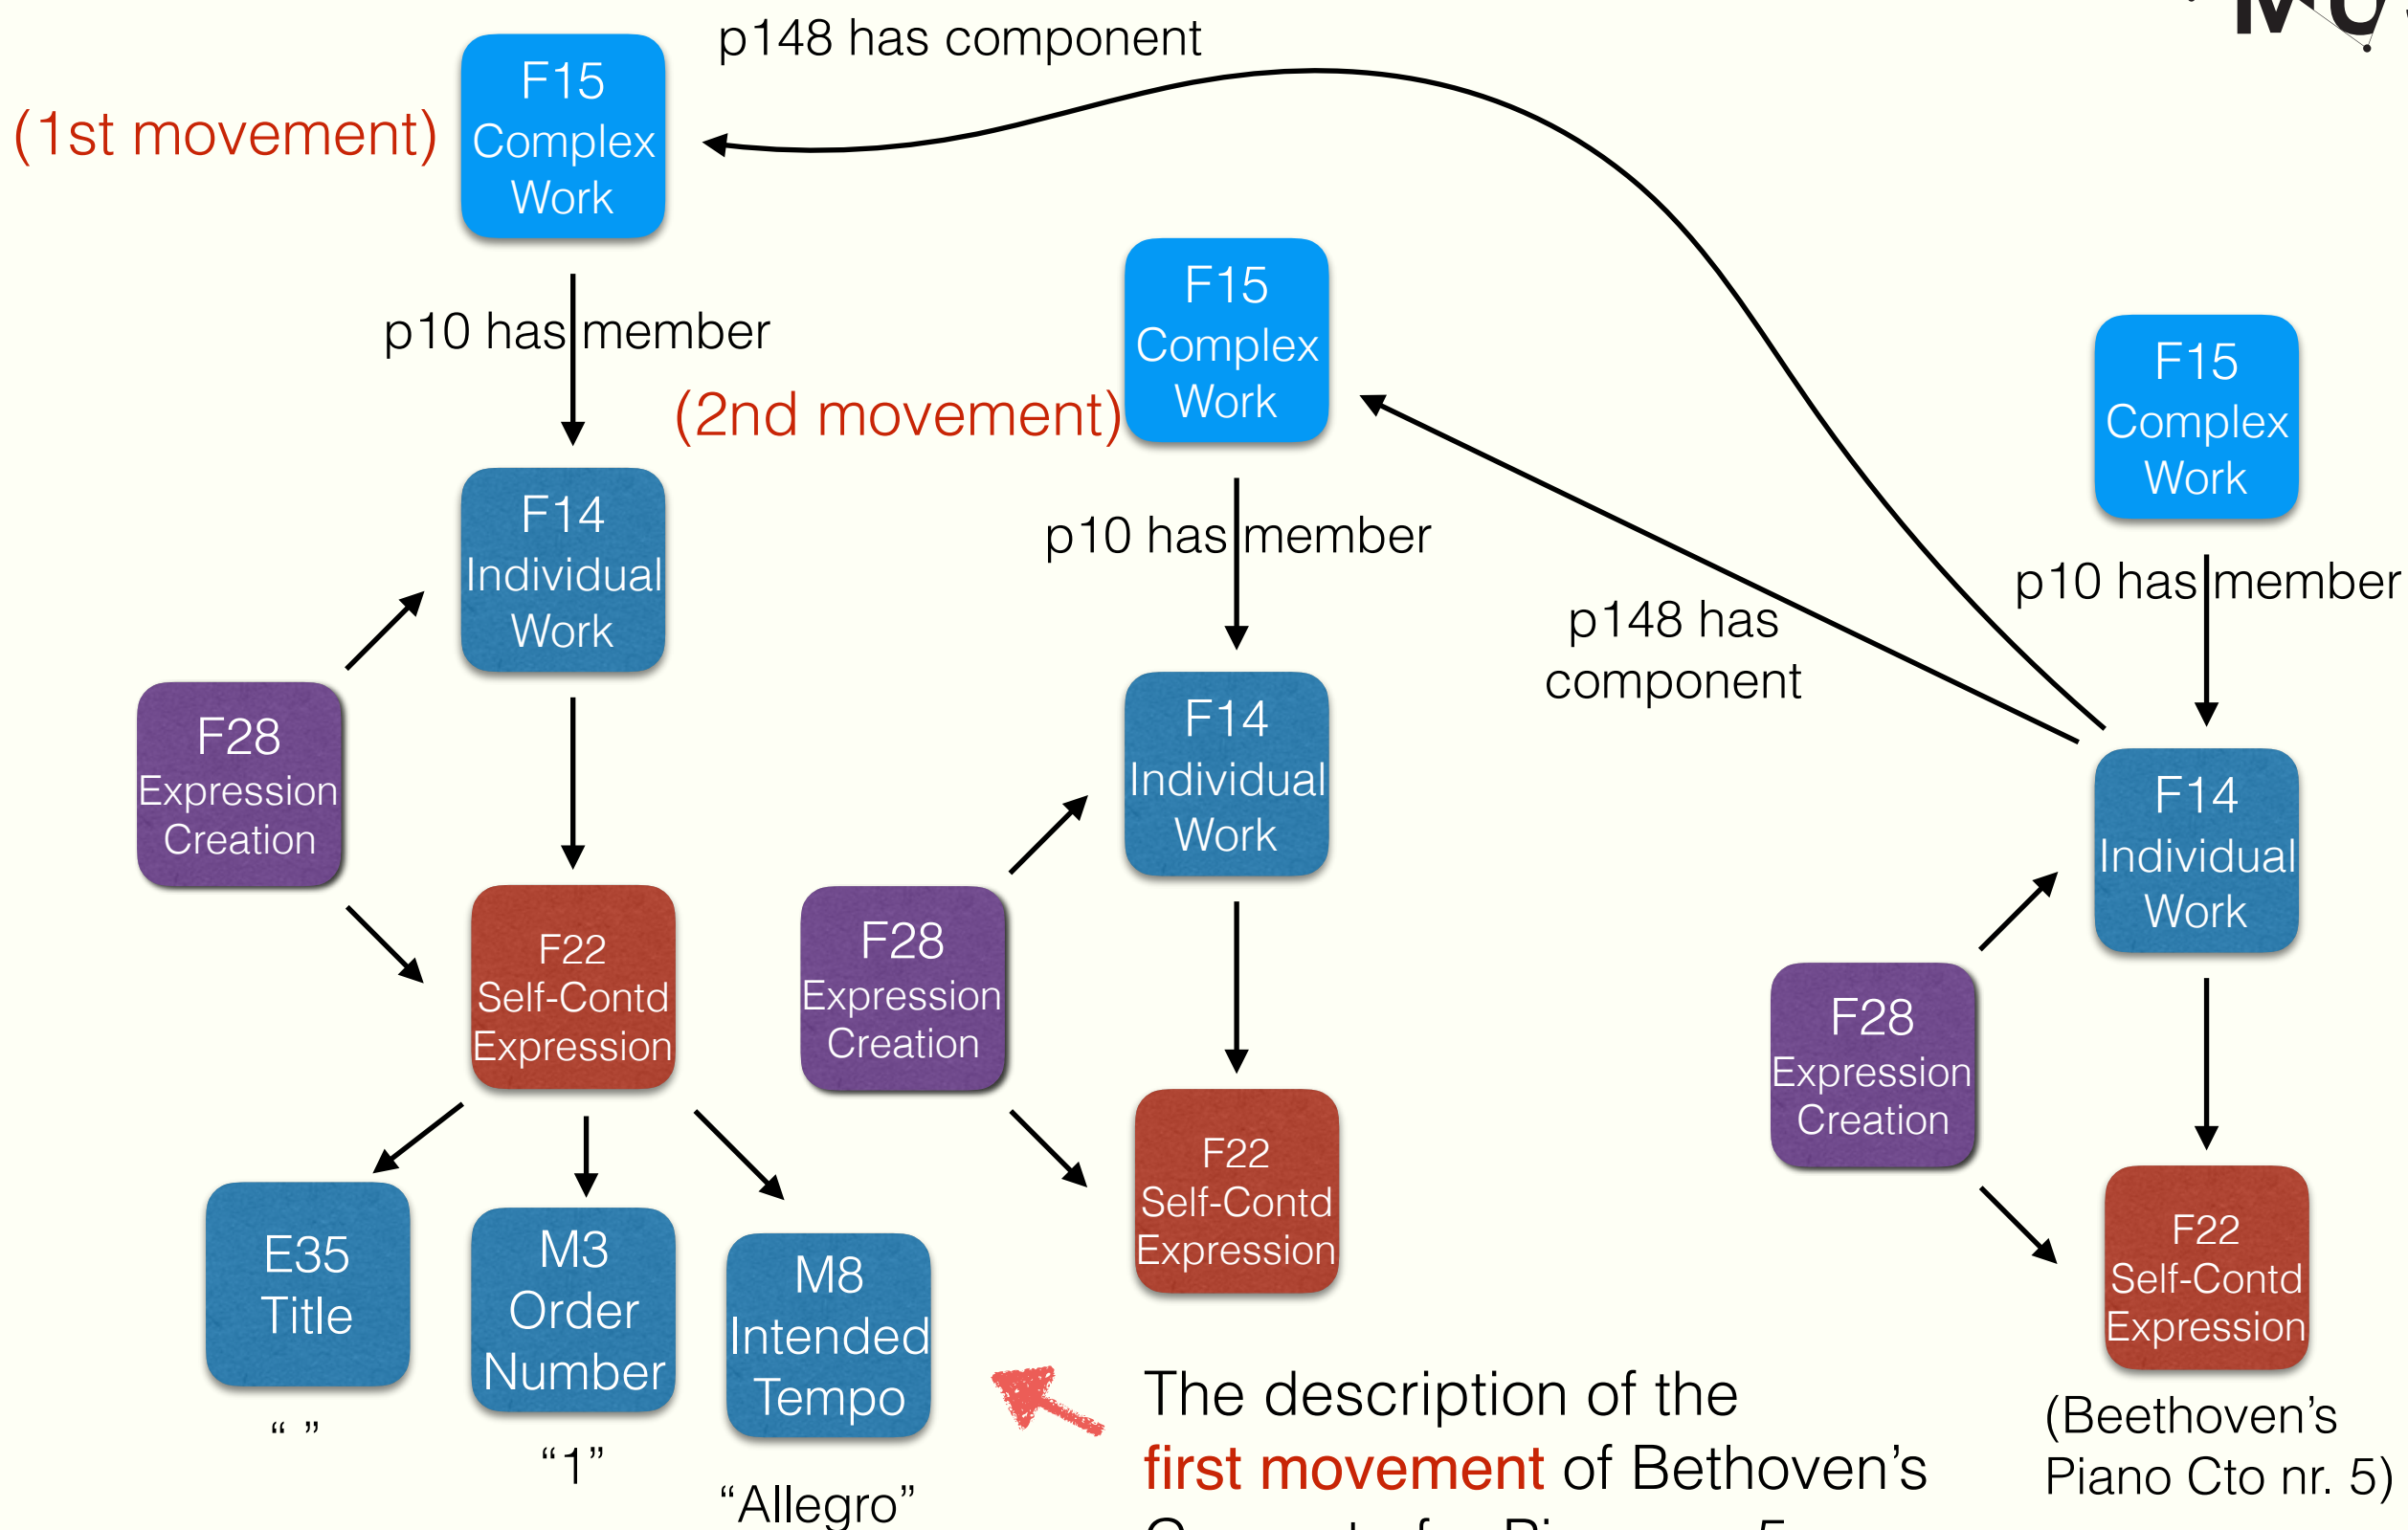 p148 has component
F15
Complex
Work
(1st movement)
p10 has member
F14
Individual
Work
F28
Expression
Creation
F22
Self-Contd
Expression
E35
Title
“ ”
M3
Order
Number
“1”
M8
Intended
Tempo
“Allegro”
F15
Complex
Work
(2nd movement)
p10 has member
F14
Individual
Work
F28
Expression
Creation
F22
Self-Contd
Expression
p148 has
component
F15
Complex
Work
p10 has member
F14
Individual
Work
F28
Expression
Creation
F22
Self-Contd
Expression
(Beethoven’s
Piano Cto nr. 5)
The description of the
first movement of Bethoven’s